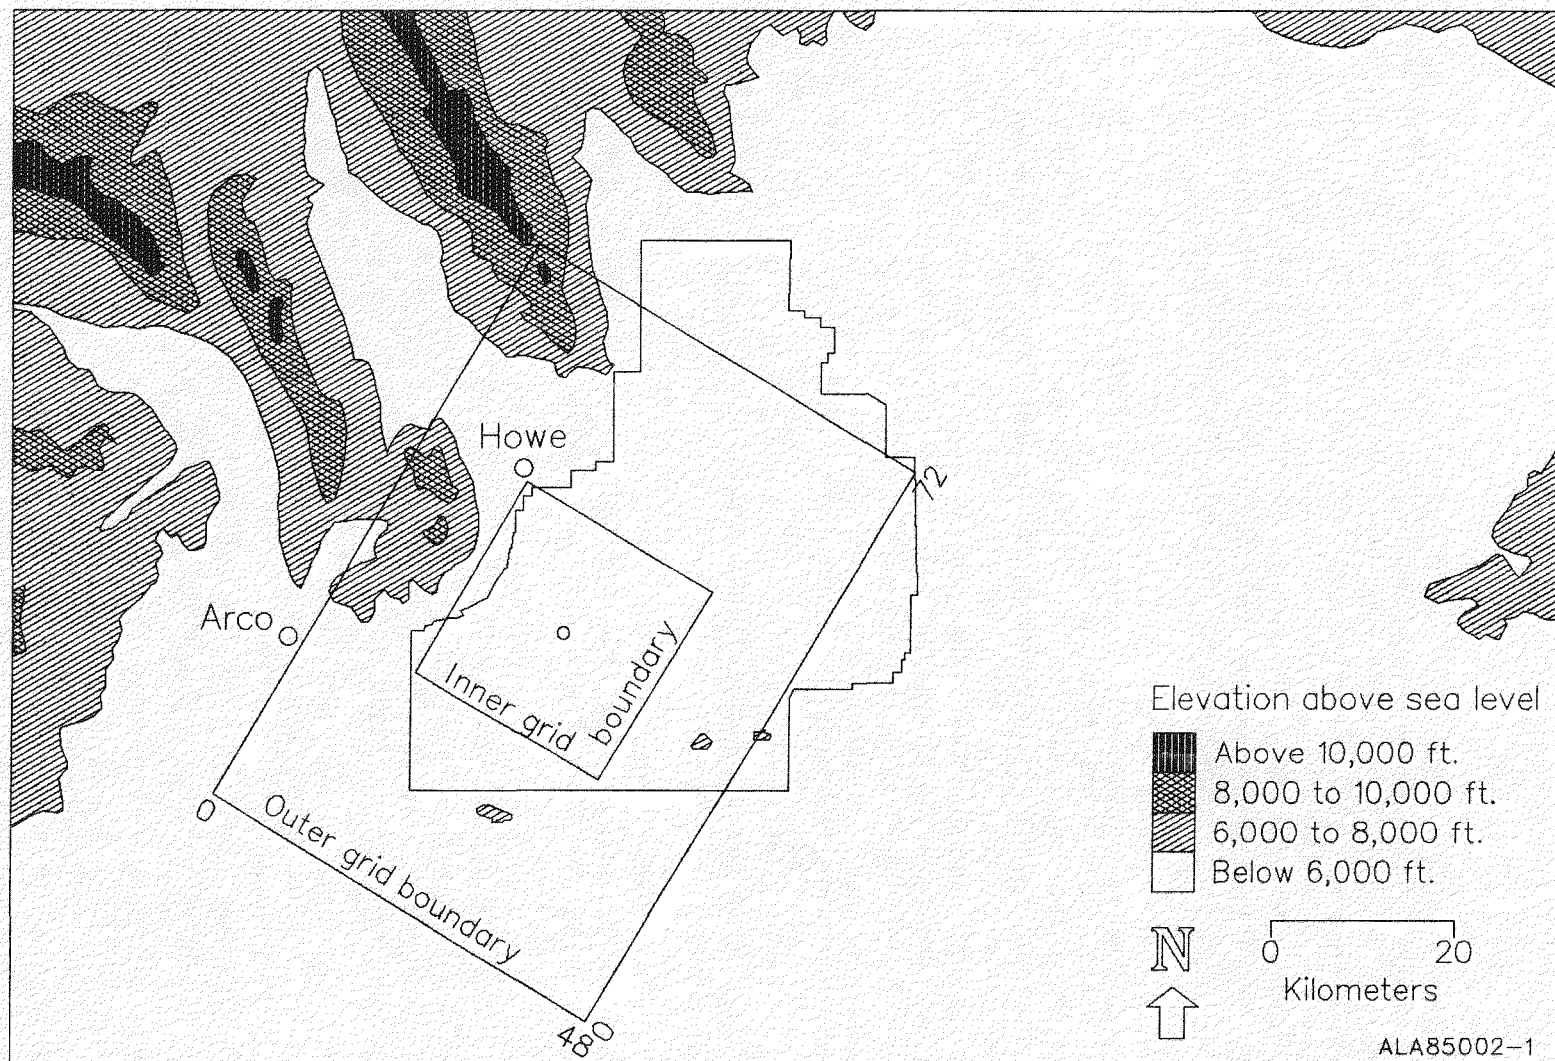 Howe
72
Arco
Inner grid
boundary
0
Outer grid boundary
48
0
Elevation above sea level
Above 10,000 ft.
8,000 to 10,000 ft.
6,000 to 8,000 ft.
Below 6,000 ft.
N
0 20
Kilometers
ALA85002-1